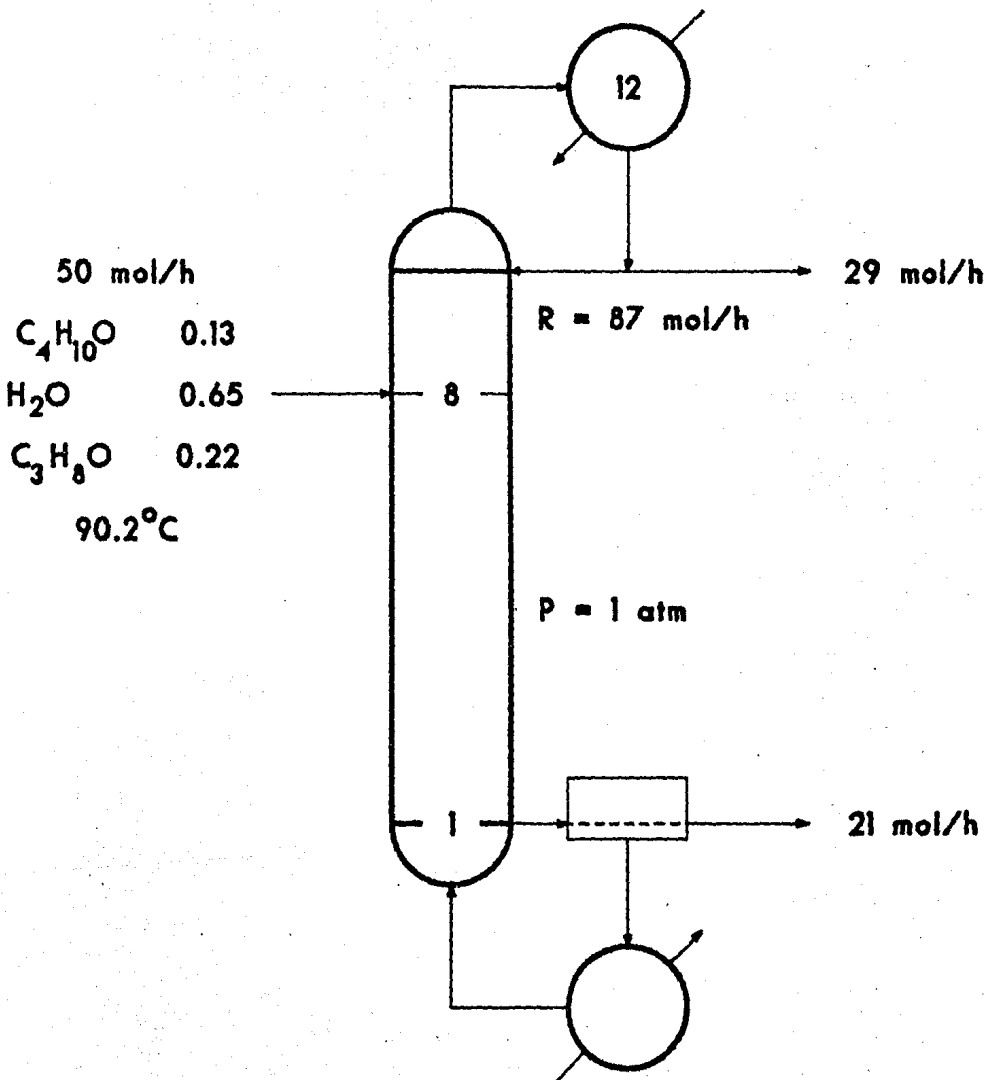 12
50 mol/h
29 mol/h
R = 87 mol/h
C₄H₁₀O 0.13
H₂O 0.65
8
C₃H₈O 0.22
90.2°C
P = 1 atm
1
21 mol/h